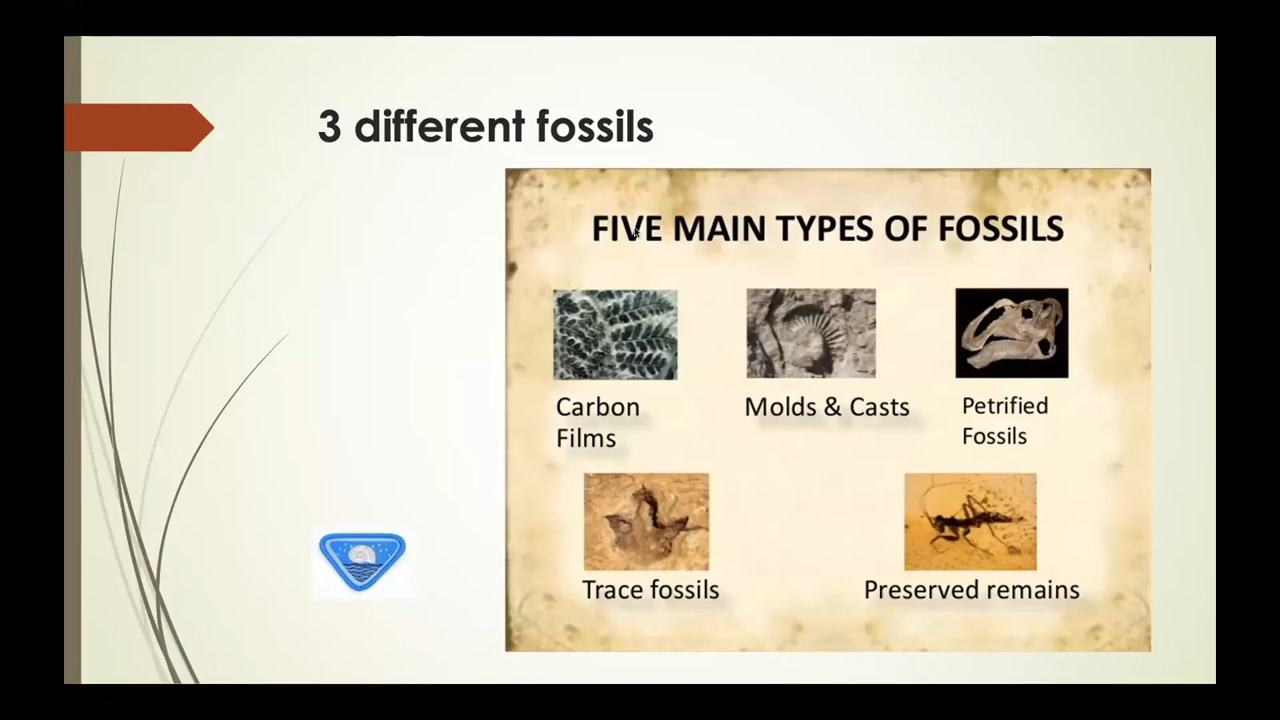 3 different fossils
FIVE MAIN TYPES OF FOSSILS
Carbon
Films
Molds & Casts
Petrified
Fossils
Trace fossils
Preserved remains